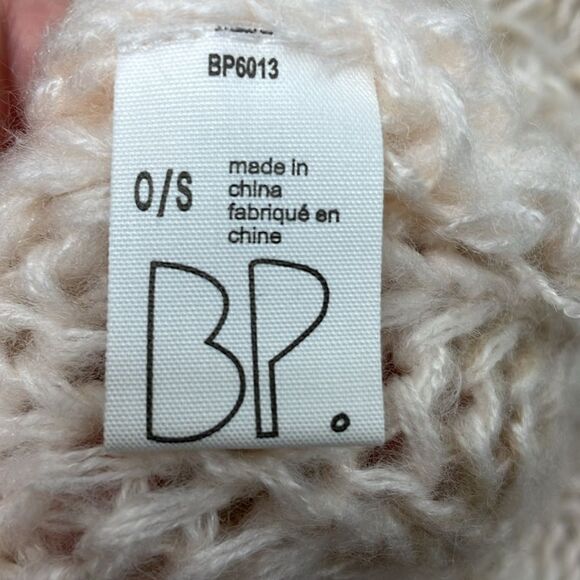 BP6013
O/S
made in
china
fabriqué en
chine
BP.